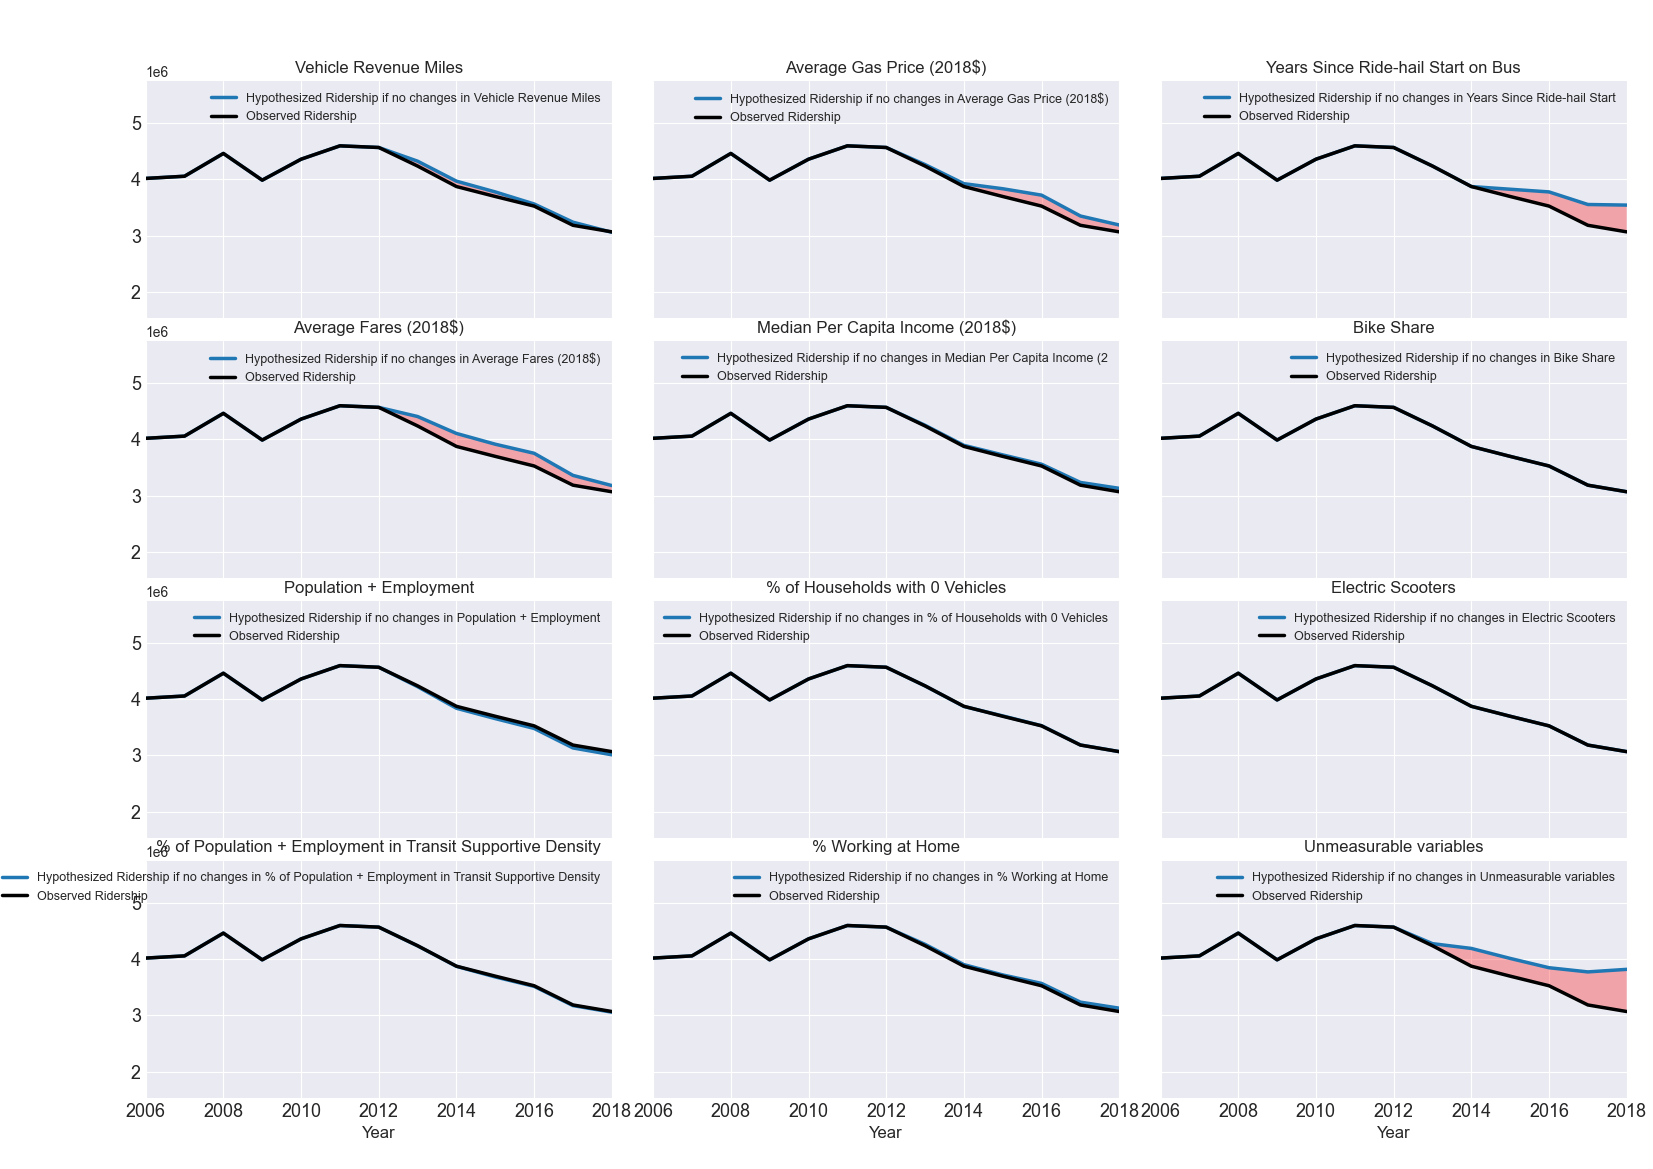 Vehicle Revenue Miles
1e6
Hypothesized Ridership if no changes in Vehicle Revenue Miles
Observed Ridership
5
4
3
2
Average Gas Price (2018$)
Hypothesized Ridership if no changes in Average Gas Price (2018$)
Observed Ridership
Years Since Ride-hail Start on Bus
Hypothesized Ridership if no changes in Years Since Ride-hail Start
Observed Ridership
Average Fares (2018$)
1e6
Hypothesized Ridership if no changes in Average Fares (2018$)
Observed Ridership
5
4
3
2
Median Per Capita Income (2018$)
Hypothesized Ridership if no changes in Median Per Capita Income (2
Observed Ridership
Bike Share
Hypothesized Ridership if no changes in Bike Share
Observed Ridership
Population + Employment
1e6
Hypothesized Ridership if no changes in Population + Employment
Observed Ridership
5
4
3
2
% of Households with 0 Vehicles
Hypothesized Ridership if no changes in % of Households with 0 Vehicles
Observed Ridership
Electric Scooters
Hypothesized Ridership if no changes in Electric Scooters
Observed Ridership
% of Population + Employment in Transit Supportive Density
1e6
Hypothesized Ridership if no changes in % of Population + Employment in Transit Supportive Density
Observed Ridership
5
4
3
2
2006 2008 2010 2012 2014 2016 2018
Year
% Working at Home
Hypothesized Ridership if no changes in % Working at Home
Observed Ridership
2006 2008 2010 2012 2014 2016 2018
Year
Unmeasurable variables
Hypothesized Ridership if no changes in Unmeasurable variables
Observed Ridership
2006 2008 2010 2012 2014 2016 2018
Year